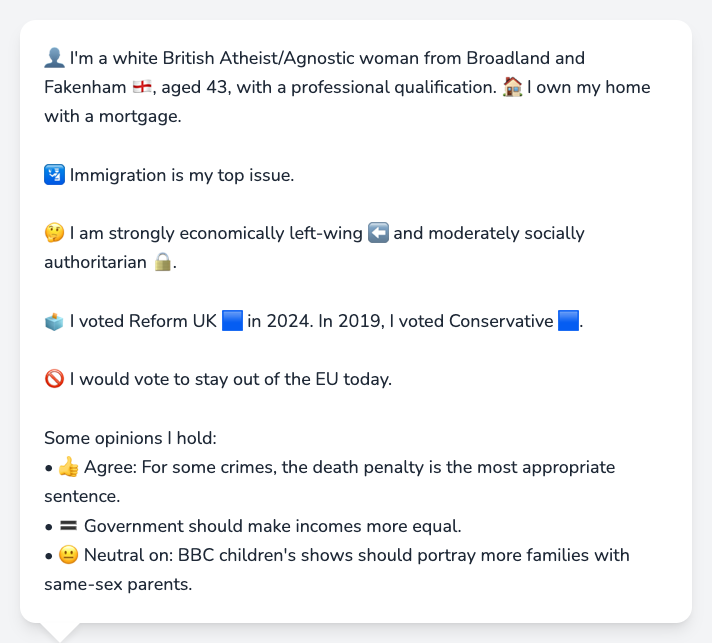 👤 I'm a white British Atheist/Agnostic woman from Broadland and
Fakenham 🏴󠁧󠁢󠁥󠁮󠁧󠁿, aged 43, with a professional qualification. 🏠 I own my home
with a mortgage.
🛂 Immigration is my top issue.
🤔 I am strongly economically left-wing ⬅️ and moderately socially
authoritarian 🔒.
🗳️ I voted Reform UK 🟦 in 2024. In 2019, I voted Conservative 🟦.
🚫 I would vote to stay out of the EU today.
Some opinions I hold:
• 👍 Agree: For some crimes, the death penalty is the most appropriate
sentence.
• 🟰 Government should make incomes more equal.
• 😐 Neutral on: BBC children's shows should portray more families with
same-sex parents.